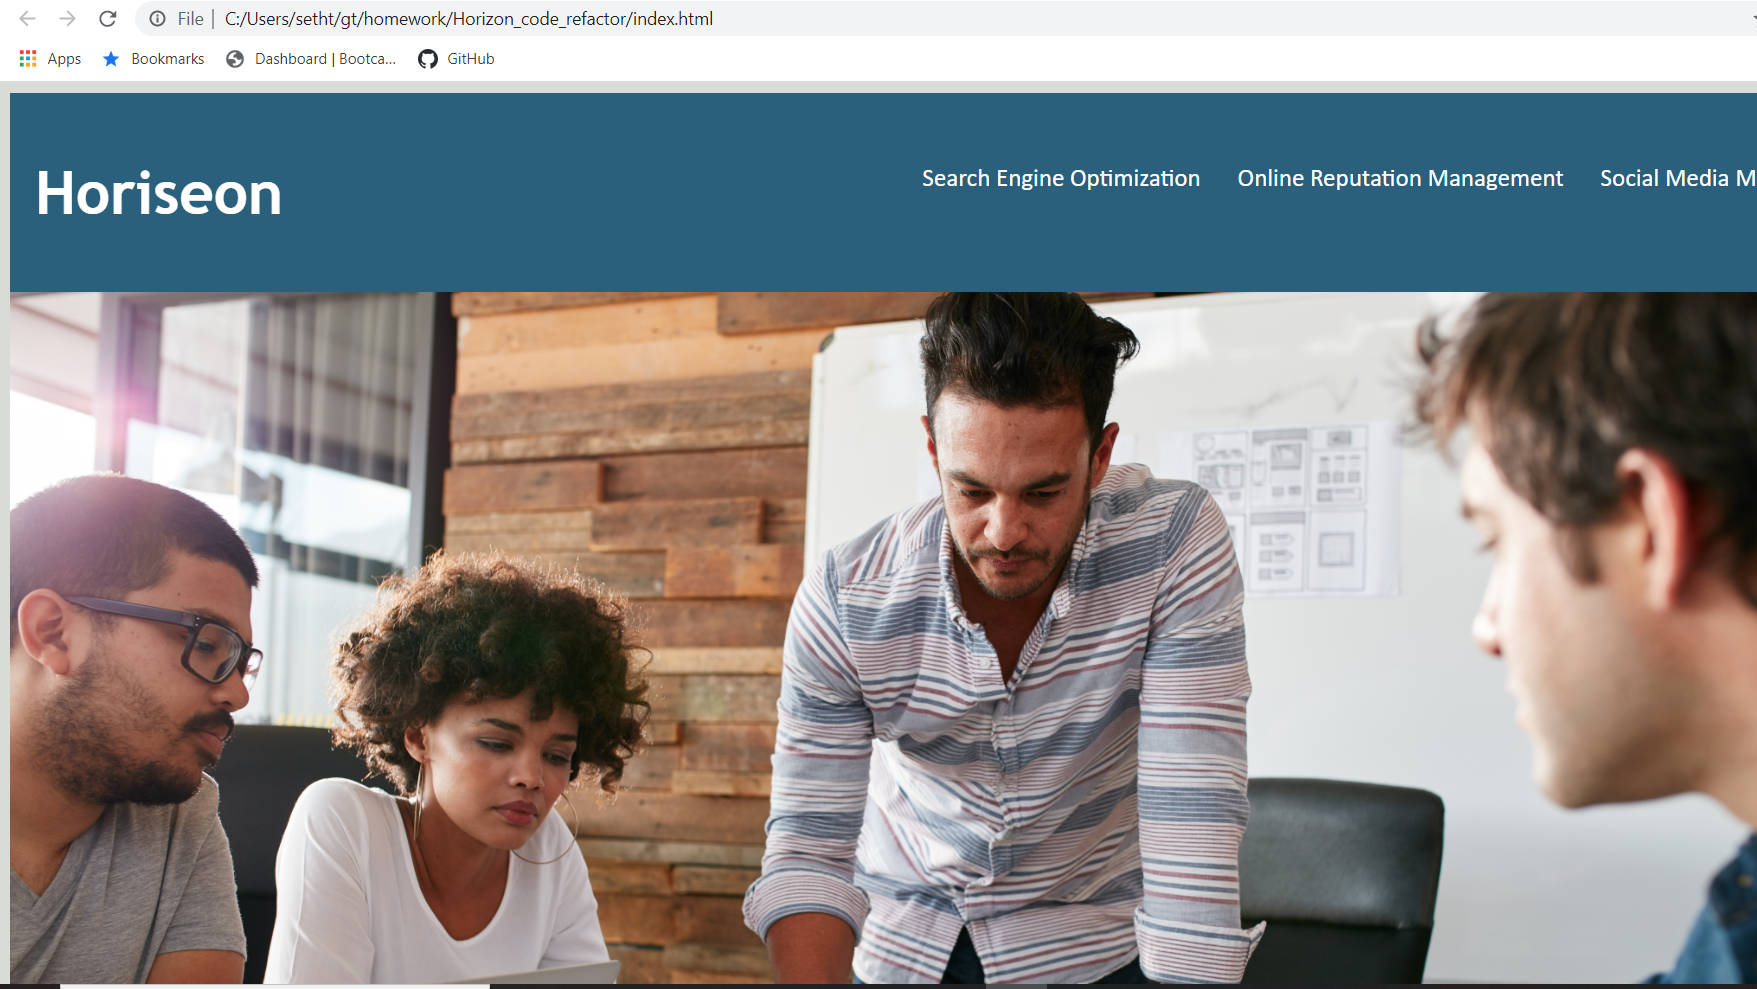 File | C:/Users/setht/gt/homework/Horizon_code_refactor/index.html
Apps Bookmarks Dashboard | Bootca... GitHub
Horiseon
Search Engine Optimization Online Reputation Management Social Media M